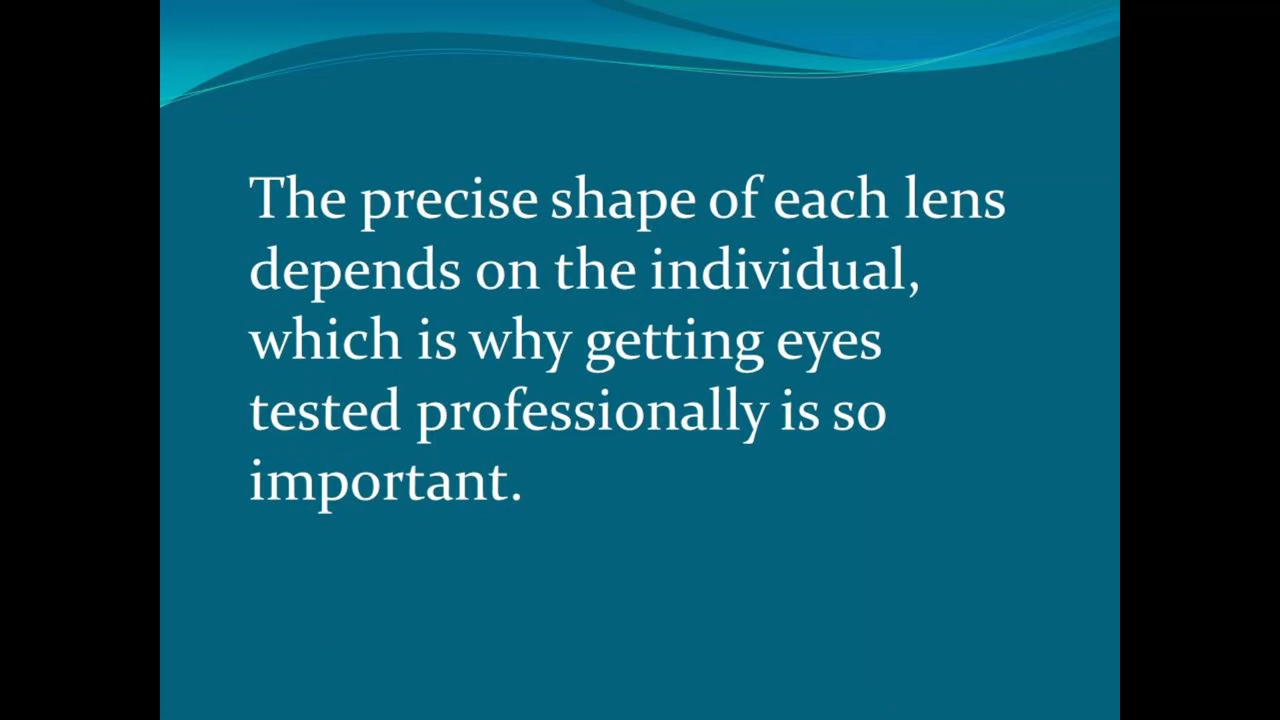 The precise shape of each lens
depends on the individual,
which is why getting eyes
tested professionally is so
important.